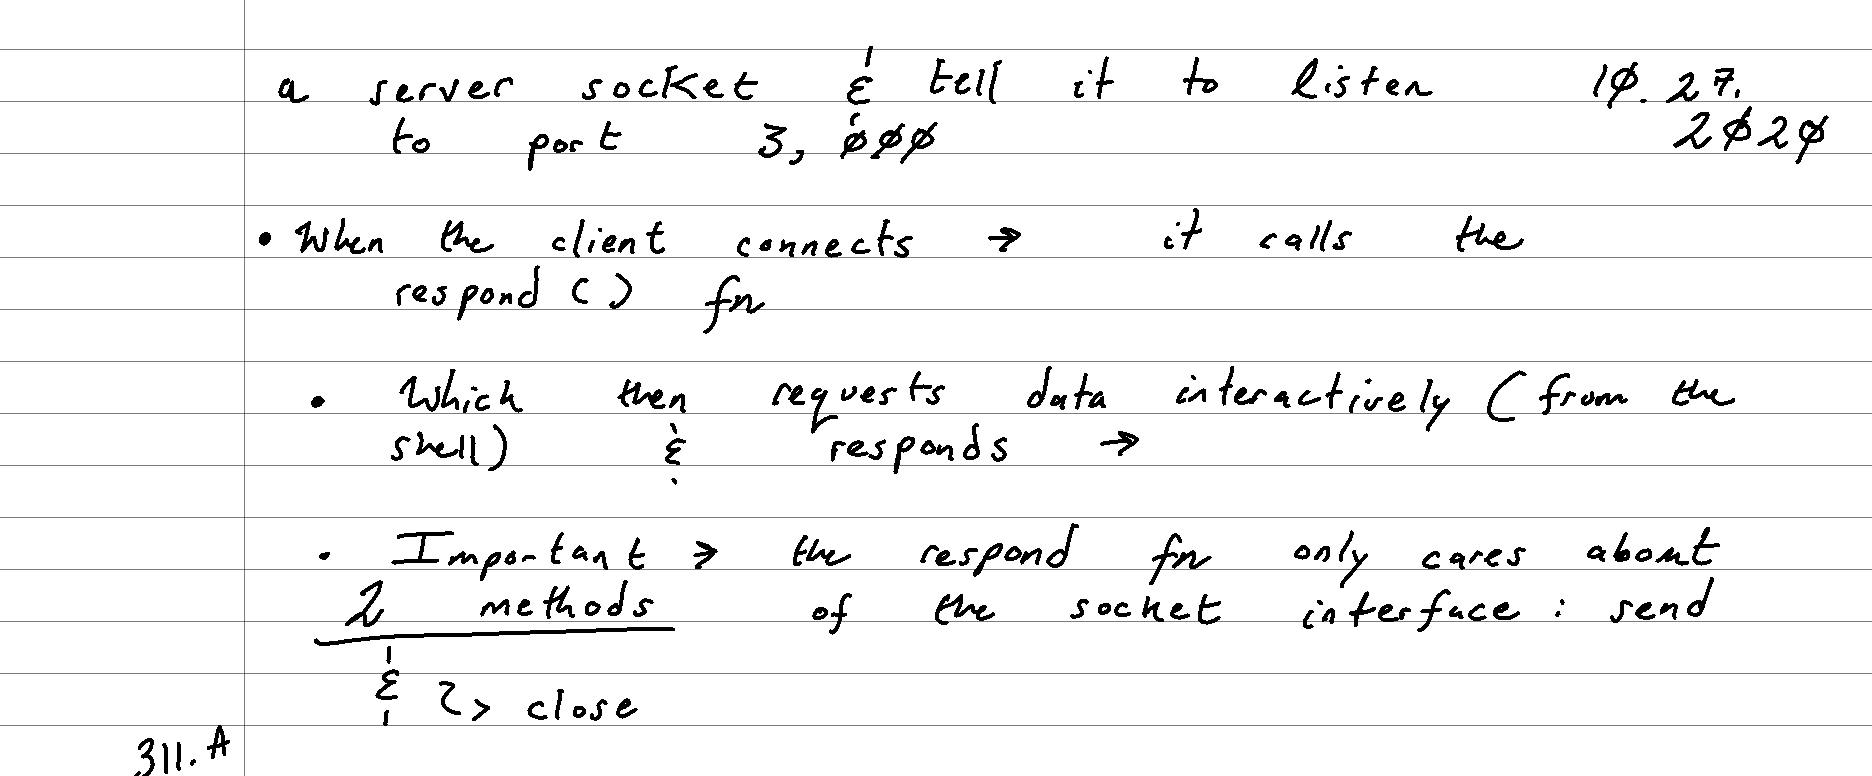 a server socket & tell it to listen 10.27.
to port 3,000 2020
• When the client connects → it calls the
respond () fn
• Which then requests data interactively (from the
shell) & responds →
• Important → the respond fn only cares about
2 methods of the socket interface : send
& ↳ close
311.A